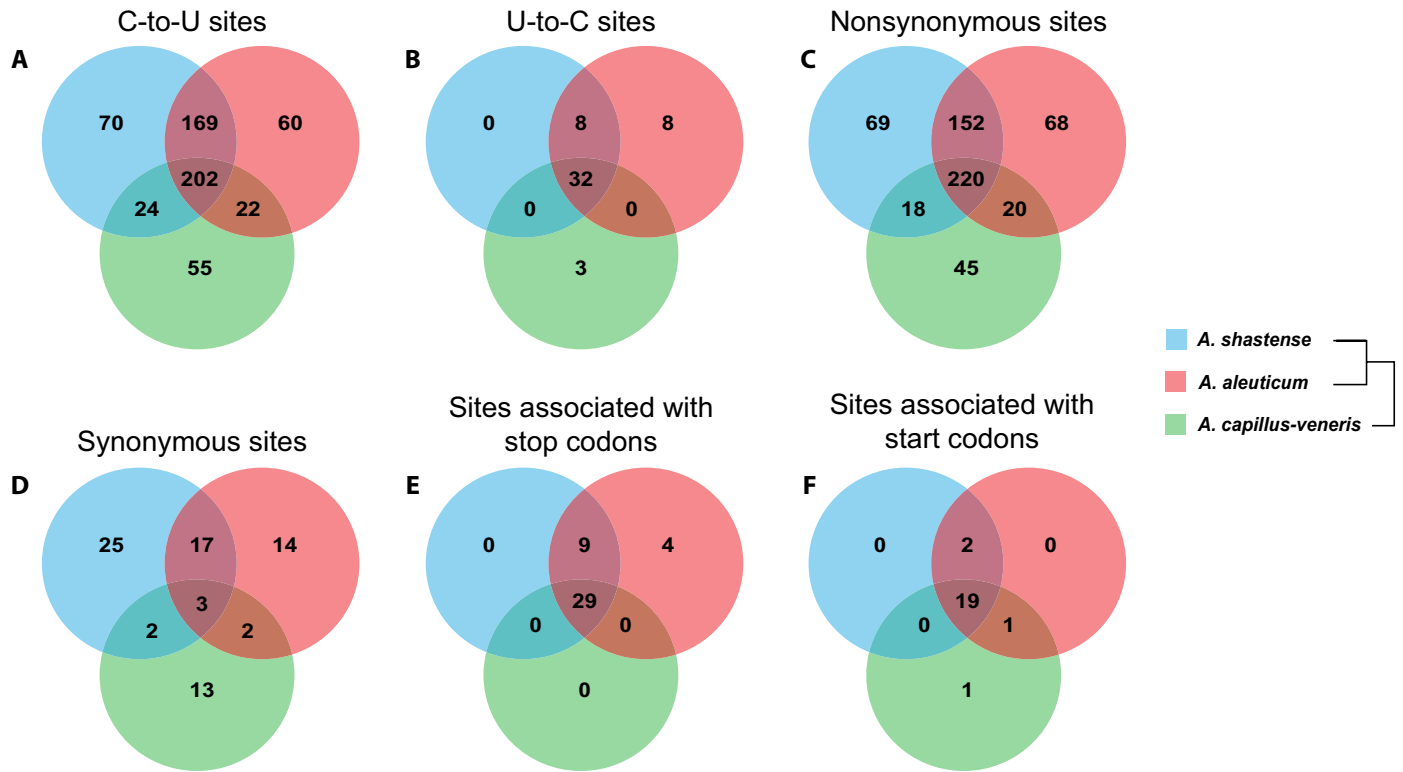 C-to-U sites
A
70
169
60
202
24
22
55
U-to-C sites
B
0
8
8
32
0
0
3
Nonsynonymous sites
C
69
152
68
220
18
20
45
A. shastense
A. aleuticum
A. capillus-veneris
Synonymous sites
D
25
17
14
3
2
2
13
Sites associated with
stop codons
E
0
9
4
29
0
0
0
Sites associated with
start codons
F
0
2
0
19
0
1
1